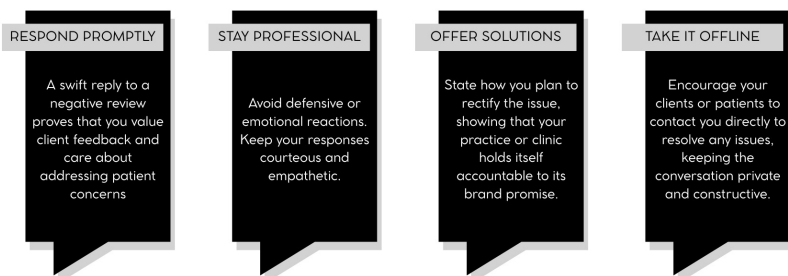 RESPOND PROMPTLY
A swift reply to a
negative review
proves that you value
client feedback and
care about
addressing patient
concerns
STAY PROFESSIONAL
Avoid defensive or
emotional reactions.
Keep your responses
courteous and
empathetic.
OFFER SOLUTIONS
State how you plan to
rectify the issue,
showing that your
practice or clinic
holds itself
accountable to its
brand promise.
TAKE IT OFFLINE
Encourage your
clients or patients to
contact you directly to
resolve any issues,
keeping the
conversation private
and constructive.